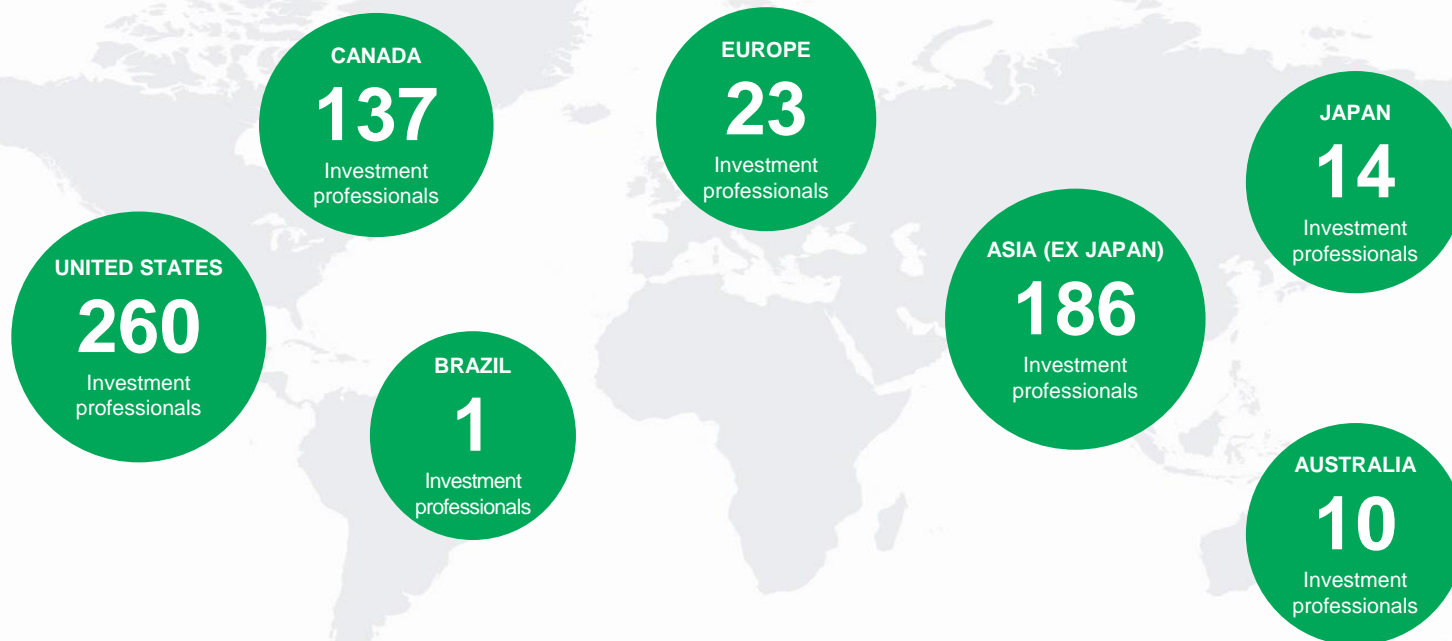 CANADA
137
Investment
professionals
EUROPE
23
Investment
professionals
JAPAN
14
Investment
professionals
UNITED STATES
260
Investment
professionals
ASIA (EX JAPAN)
186
Investment
professionals
BRAZIL
1
Investment
professionals
AUSTRALIA
10
Investment
professionals